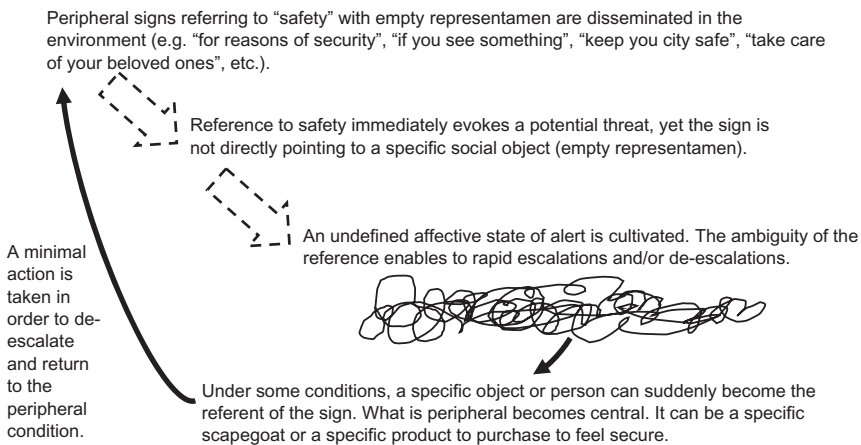 Peripheral signs referring to “safety” with empty representamen are disseminated in the
environment (e.g. “for reasons of security”, “if you see something”, “keep you city safe”, “take care
of your beloved ones”, etc.).
Reference to safety immediately evokes a potential threat, yet the sign is
not directly pointing to a specific social object (empty representamen).
An undefined affective state of alert is cultivated. The ambiguity of the
reference enables to rapid escalations and/or de-escalations.
A minimal
action is
taken in
order to de-
escalate
and return
to the
peripheral
condition.
Under some conditions, a specific object or person can suddenly become the
referent of the sign. What is peripheral becomes central. It can be a specific
scapegoat or a specific product to purchase to feel secure.